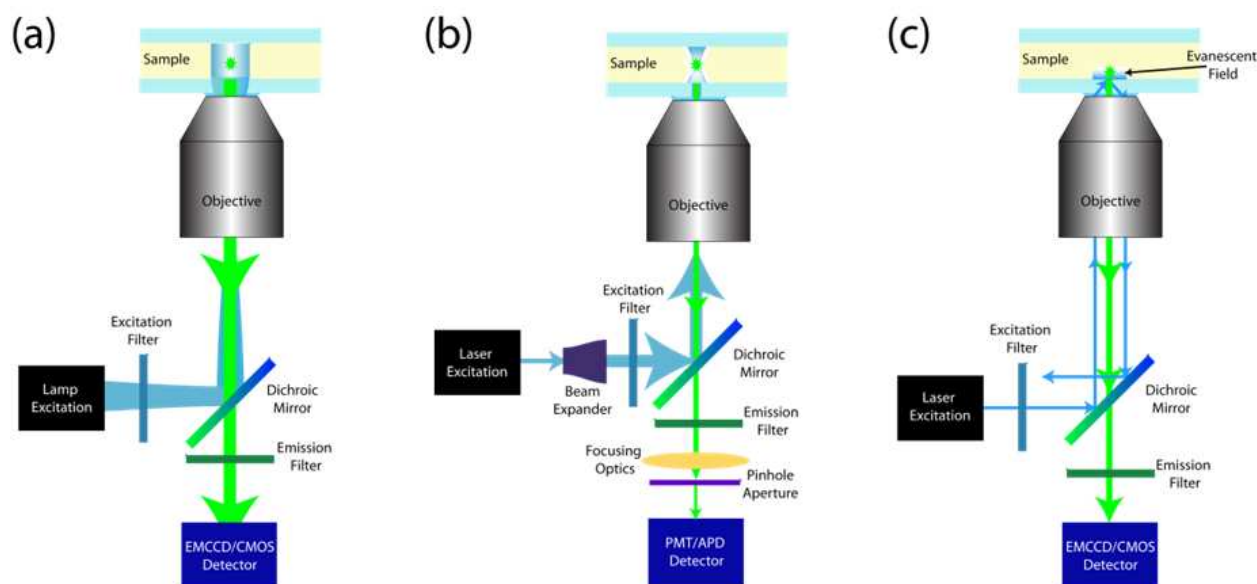 (a)
Sample
Objective
Excitation
Filter
Lamp
Excitation
Dichroic
Mirror
Emission
Filter
EMCCD/CMOS
Detector
(b)
Sample
Objective
Excitation
Filter
Laser
Excitation
Beam
Expander
Dichroic
Mirror
Emission
Filter
Focusing
Optics
Pinhole
Aperture
PMT/APD
Detector
(c)
Sample
Evanescent
Field
Objective
Excitation
Filter
Laser
Excitation
Dichroic
Mirror
Emission
Filter
EMCCD/CMOS
Detector